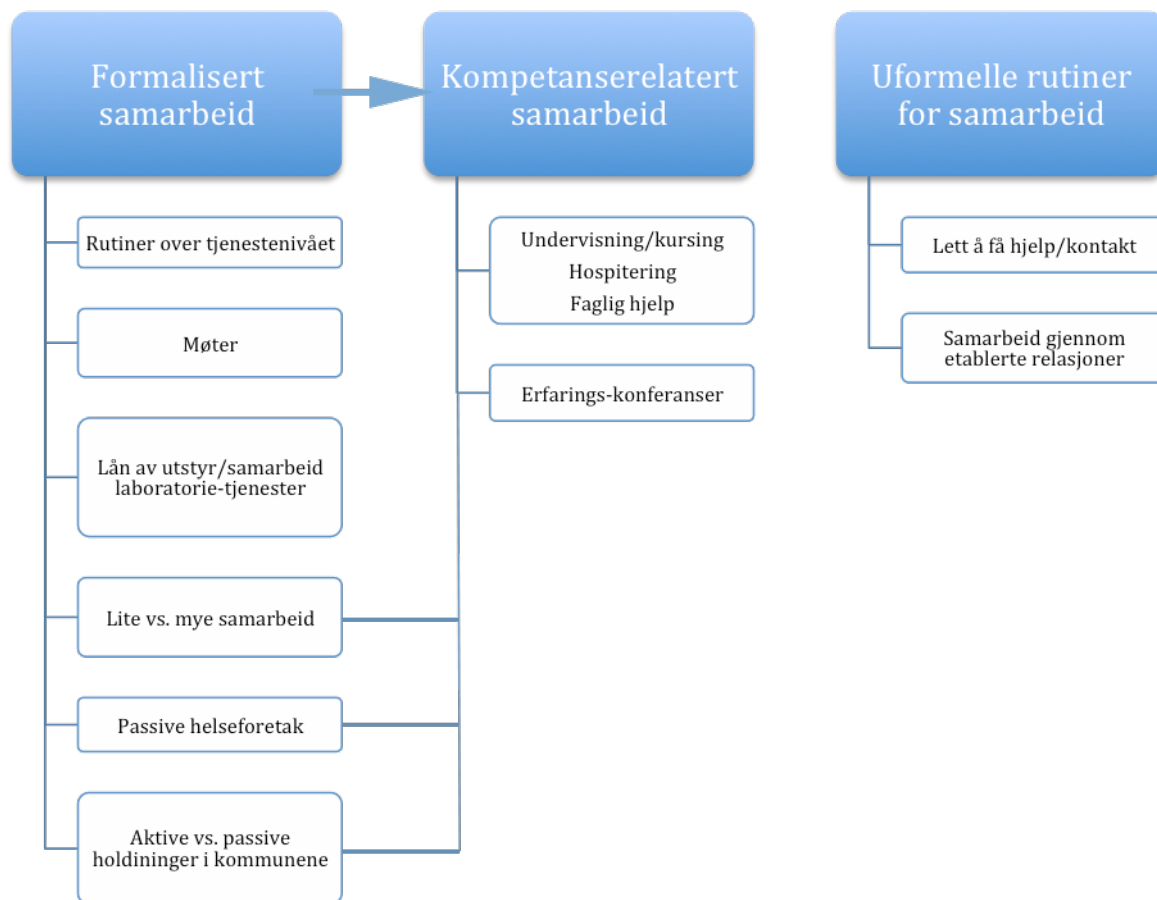 Formalisert
samarbeid
Kompetanserelatert
samarbeid
Uformelle rutiner
for samarbeid
Rutiner over tjenestenivået
Møter
Lån av utstyr/samarbeid
laboratorie-tjenester
Lite vs. mye samarbeid
Passive helseforetak
Aktive vs. passive
holdininger i kommunene
Undervisning/kursing
Hospitering
Faglig hjelp
Erfarings-konferanser
Lett å få hjelp/kontakt
Samarbeid gjennom
etablerte relasjoner